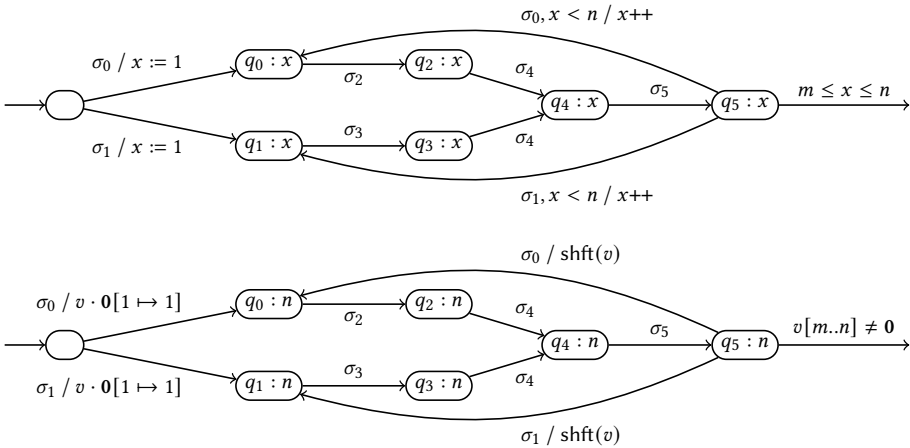 σ₀, x < n / x++
σ₀ / x := 1
q₀ : x
q₂ : x
σ₂
σ₄
q₄ : x
σ₅
q₅ : x
m ≤ x ≤ n
σ₁ / x := 1
q₁ : x
σ₃
q₃ : x
σ₄
σ₁, x < n / x++
σ₀ / shft(v)
σ₀ / v · 0[1 ↦ 1]
q₀ : n
q₂ : n
σ₂
σ₄
q₄ : n
σ₅
q₅ : n
v[m..n] ≠ 0
σ₁ / v · 0[1 ↦ 1]
q₁ : n
σ₃
q₃ : n
σ₄
σ₁ / shft(v)